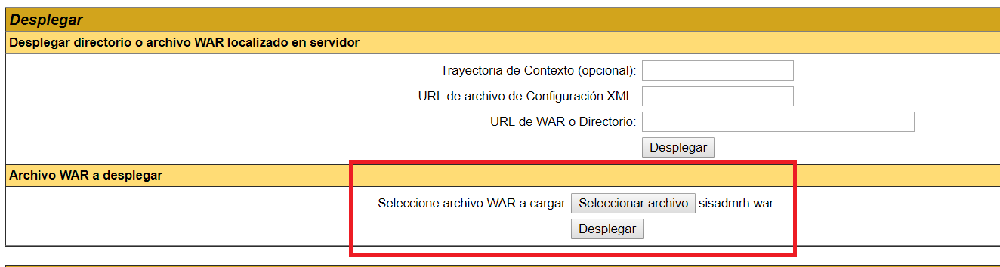 Desplegar
Desplegar directorio o archivo WAR localizado en servidor
Trayectoria de Contexto (opcional):
URL de archivo de Configuración XML:
URL de WAR o Directorio:
Desplegar
Archivo WAR a desplegar
Seleccione archivo WAR a cargar Seleccionar archivo sisadmrh.war
Desplegar